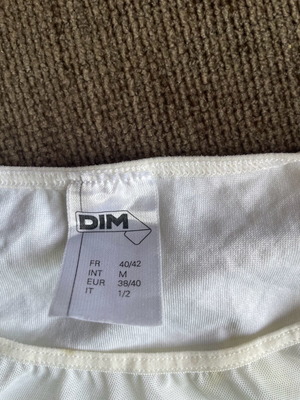 DIM
FR 40/42
INT M
EUR 38/40
IT 1/2